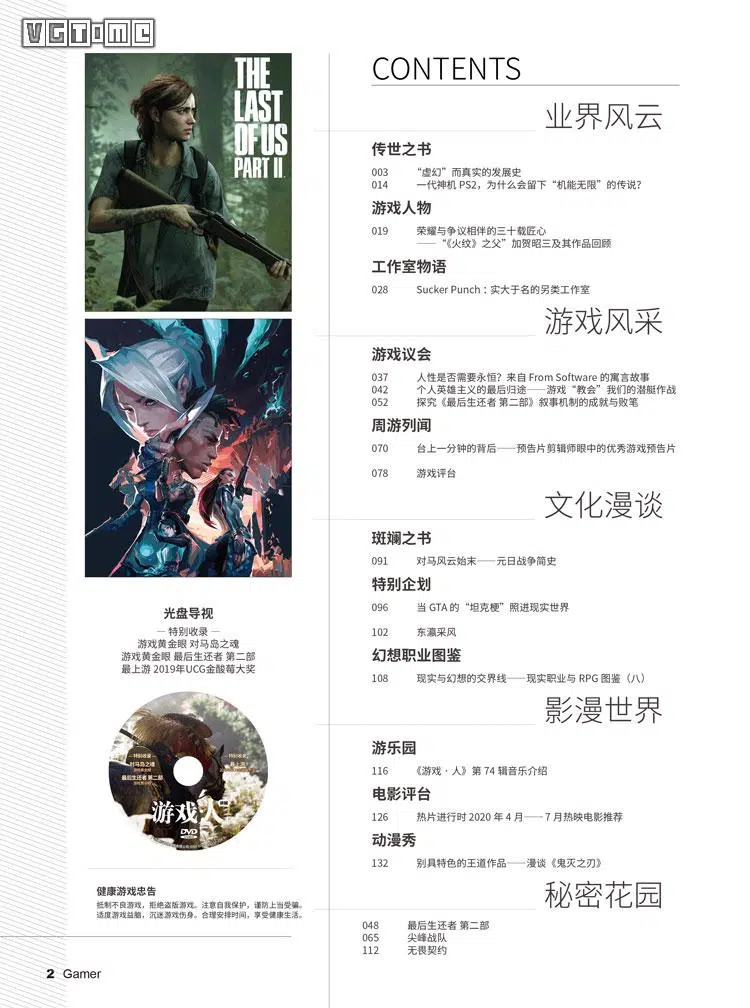 VGTIME
THE
LAST
OF US
PART II
光盘导视
— 特别收录 —
游戏黄金眼 对马岛之魂
游戏黄金眼 最后生还者 第二部
最上游 2019年UCG金酸莓大奖
— 特别收录 —
对马岛之魂
最上游
最后生还者 第二部
游戏人
DVD
健康游戏忠告
抵制不良游戏，拒绝盗版游戏。注意自我保护，谨防上当受骗。
适度游戏益脑，沉迷游戏伤身。合理安排时间，享受健康生活。
2 Gamer
CONTENTS
业界风云
传世之书
003 “虚幻”而真实的发展史
014 一代神机 PS2，为什么会留下“机能无限”的传说？
游戏人物
019 荣耀与争议相伴的三十载匠心
——“《火纹》之父”加贺昭三及其作品回顾
工作室物语
028 Sucker Punch：实大于名的另类工作室
游戏风采
游戏议会
037 人性是否需要永恒？来自 From Software 的寓言故事
042 个人英雄主义的最后归途——游戏“教会”我们的潜艇作战
052 探究《最后生还者 第二部》叙事机制的成就与败笔
周游列闻
070 台上一分钟的背后——预告片剪辑师眼中的优秀游戏预告片
078 游戏评台
文化漫谈
斑斓之书
091 对马风云始末——元日战争简史
特别企划
096 当 GTA 的“坦克梗”照进现实世界
102 东瀛采风
幻想职业图鉴
108 现实与幻想的交界线——现实职业与 RPG 图鉴（八）
影漫世界
游乐园
116 《游戏·人》第 74 辑音乐介绍
电影评台
126 热片进行时 2020 年 4 月——7 月热映电影推荐
动漫秀
132 别具特色的王道作品——漫谈《鬼灭之刃》
秘密花园
048 最后生还者 第二部
065 尖峰战队
112 无畏契约